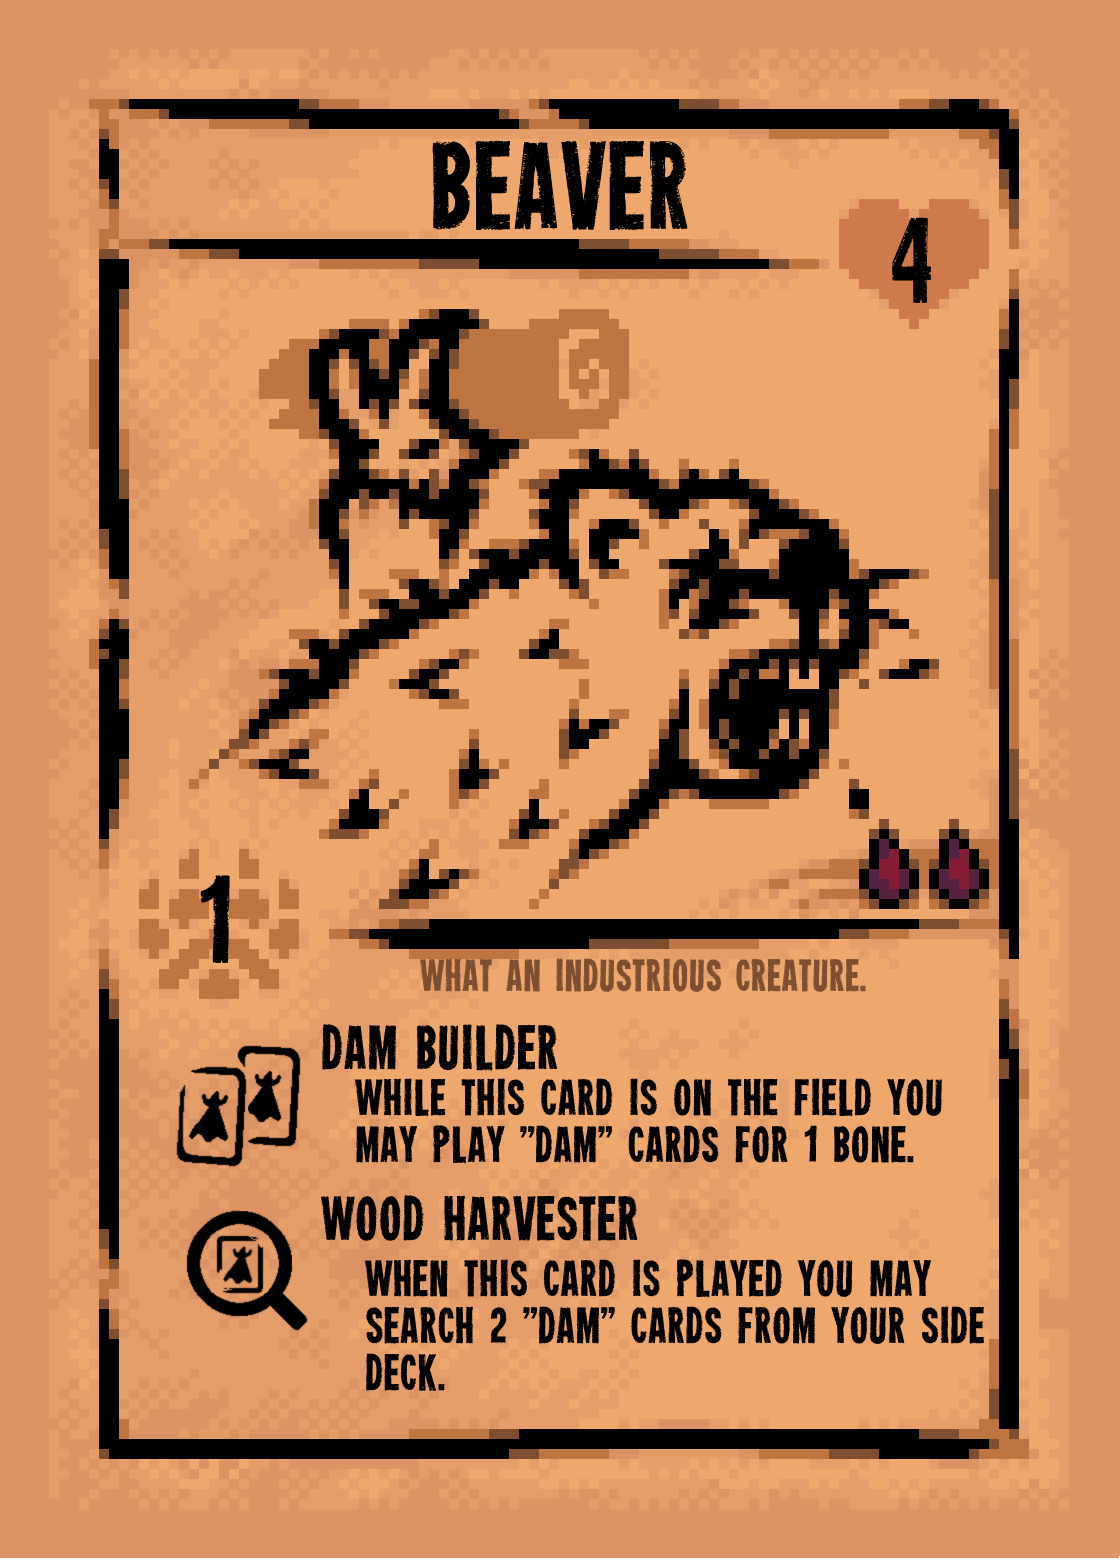 BEAVER
4
1
WHAT AN INDUSTRIOUS CREATURE.
DAM BUILDER
WHILE THIS CARD IS ON THE FIELD YOU
MAY PLAY "DAM" CARDS FOR 1 BONE.
WOOD HARVESTER
WHEN THIS CARD IS PLAYED YOU MAY
SEARCH 2 "DAM" CARDS FROM YOUR SIDE
DECK.